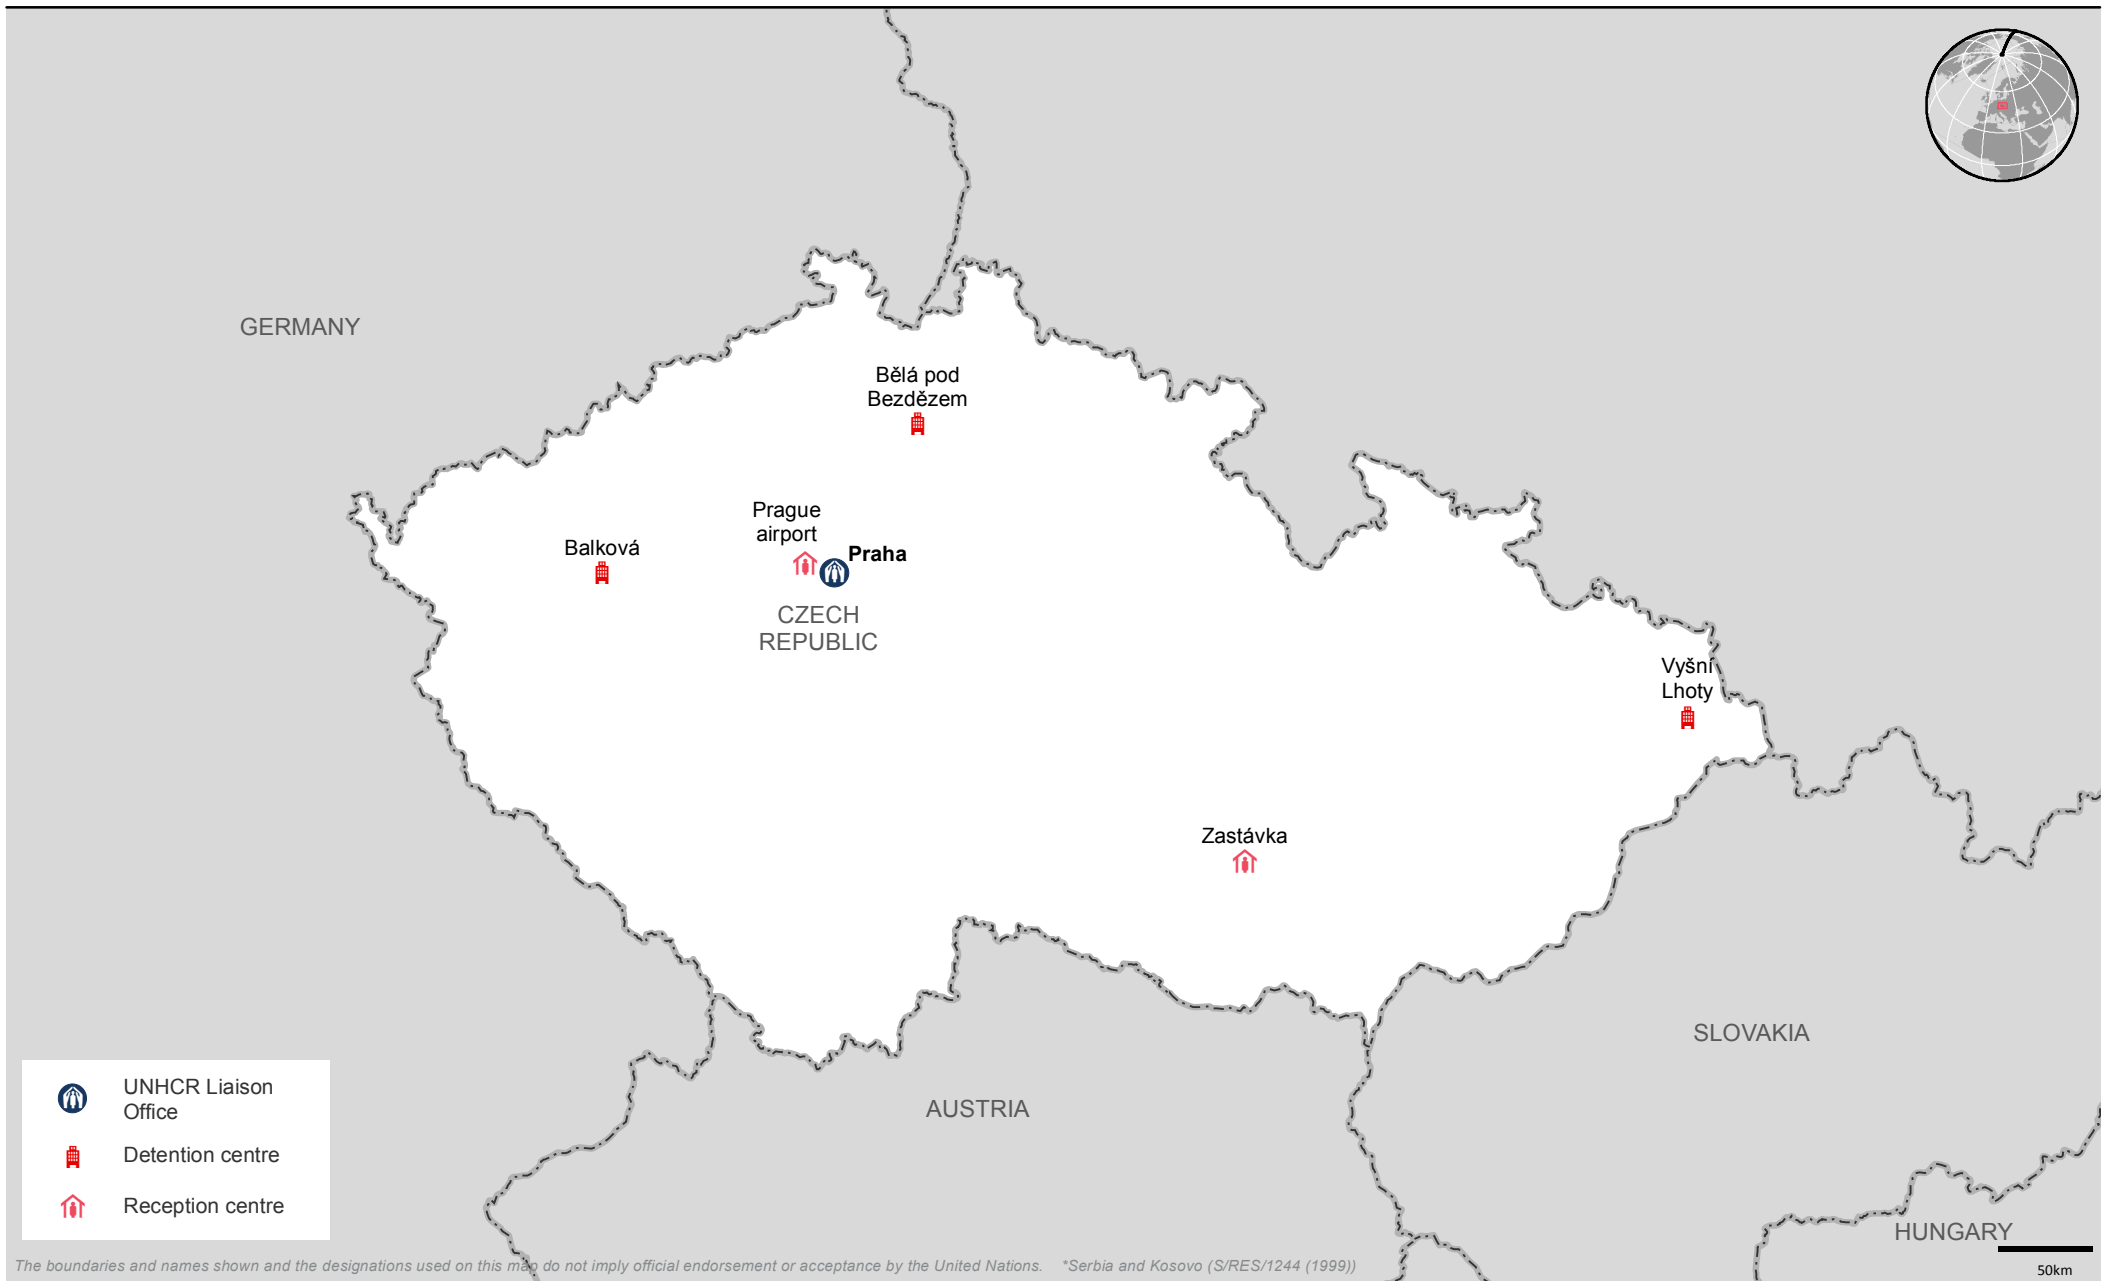 GERMANY
Bělá pod
Bezdězem
Prague
airport
Balková
Praha
CZECH
REPUBLIC
Vyšní
Lhoty
Zastávka
SLOVAKIA
AUSTRIA
HUNGARY
UNHCR Liaison
Office
Detention centre
Reception centre
The boundaries and names shown and the designations used on this map do not imply official endorsement or acceptance by the United Nations. *Serbia and Kosovo (S/RES/1244 (1999))
50km